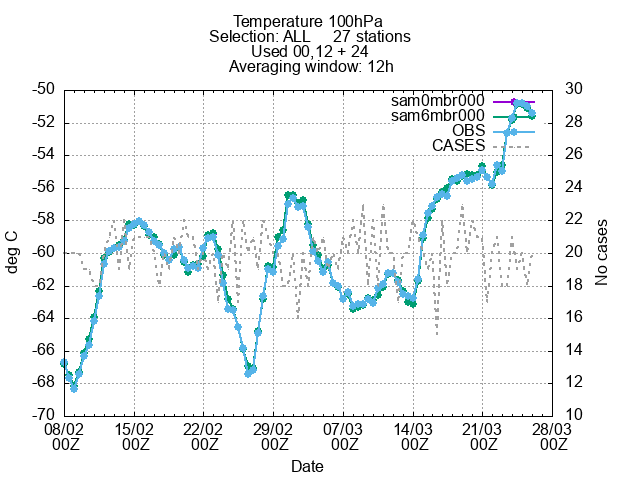 Temperature 100hPa
Selection: ALL 27 stations
Used 00,12 + 24
Averaging window: 12h
-50 30
sam0mbr000
-52 28
sam6mbr000
OBS
-54 26
CASES
-56 24
-58 22
-60 20
-62 18
-64 16
-66 14
-68 12
-70 10
deg C
No cases
08/02 15/02 22/02 29/02 07/03 14/03 21/03 28/03
00Z 00Z 00Z 00Z 00Z 00Z 00Z 00Z
Date